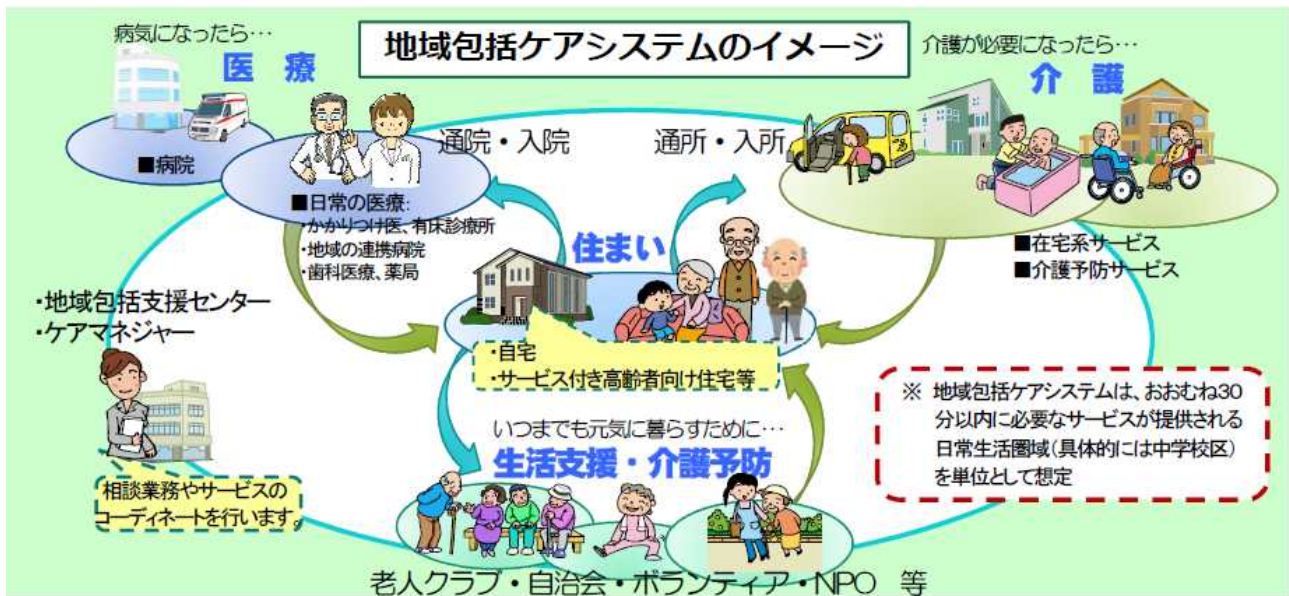 地域包括ケアシステムのイメージ
病気になったら…
医療
■病院
■日常の医療:
・かかりつけ医、有床診療所
・地域の連携病院
・歯科医療、薬局
通院・入院
通所・入所
介護が必要になったら…
介護
■在宅系サービス
■介護予防サービス
住まい
・自宅
・サービス付き高齢者向け住宅等
・地域包括支援センター
・ケアマネジャー
相談業務やサービスの
コーディネートを行います。
いつまでも元気に暮らすために…
生活支援・介護予防
老人クラブ・自治会・ボランティア・NPO 等
※ 地域包括ケアシステムは、おおむね30
分以内に必要なサービスが提供される
日常生活圏域(具体的には中学校区)
を単位として想定